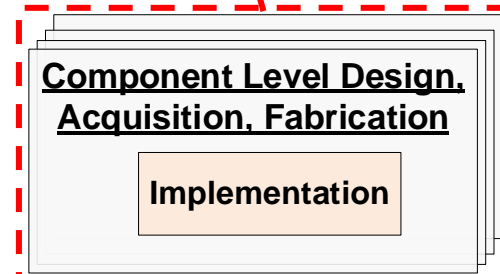 Component Level Design,
Acquisition, Fabrication
Implementation